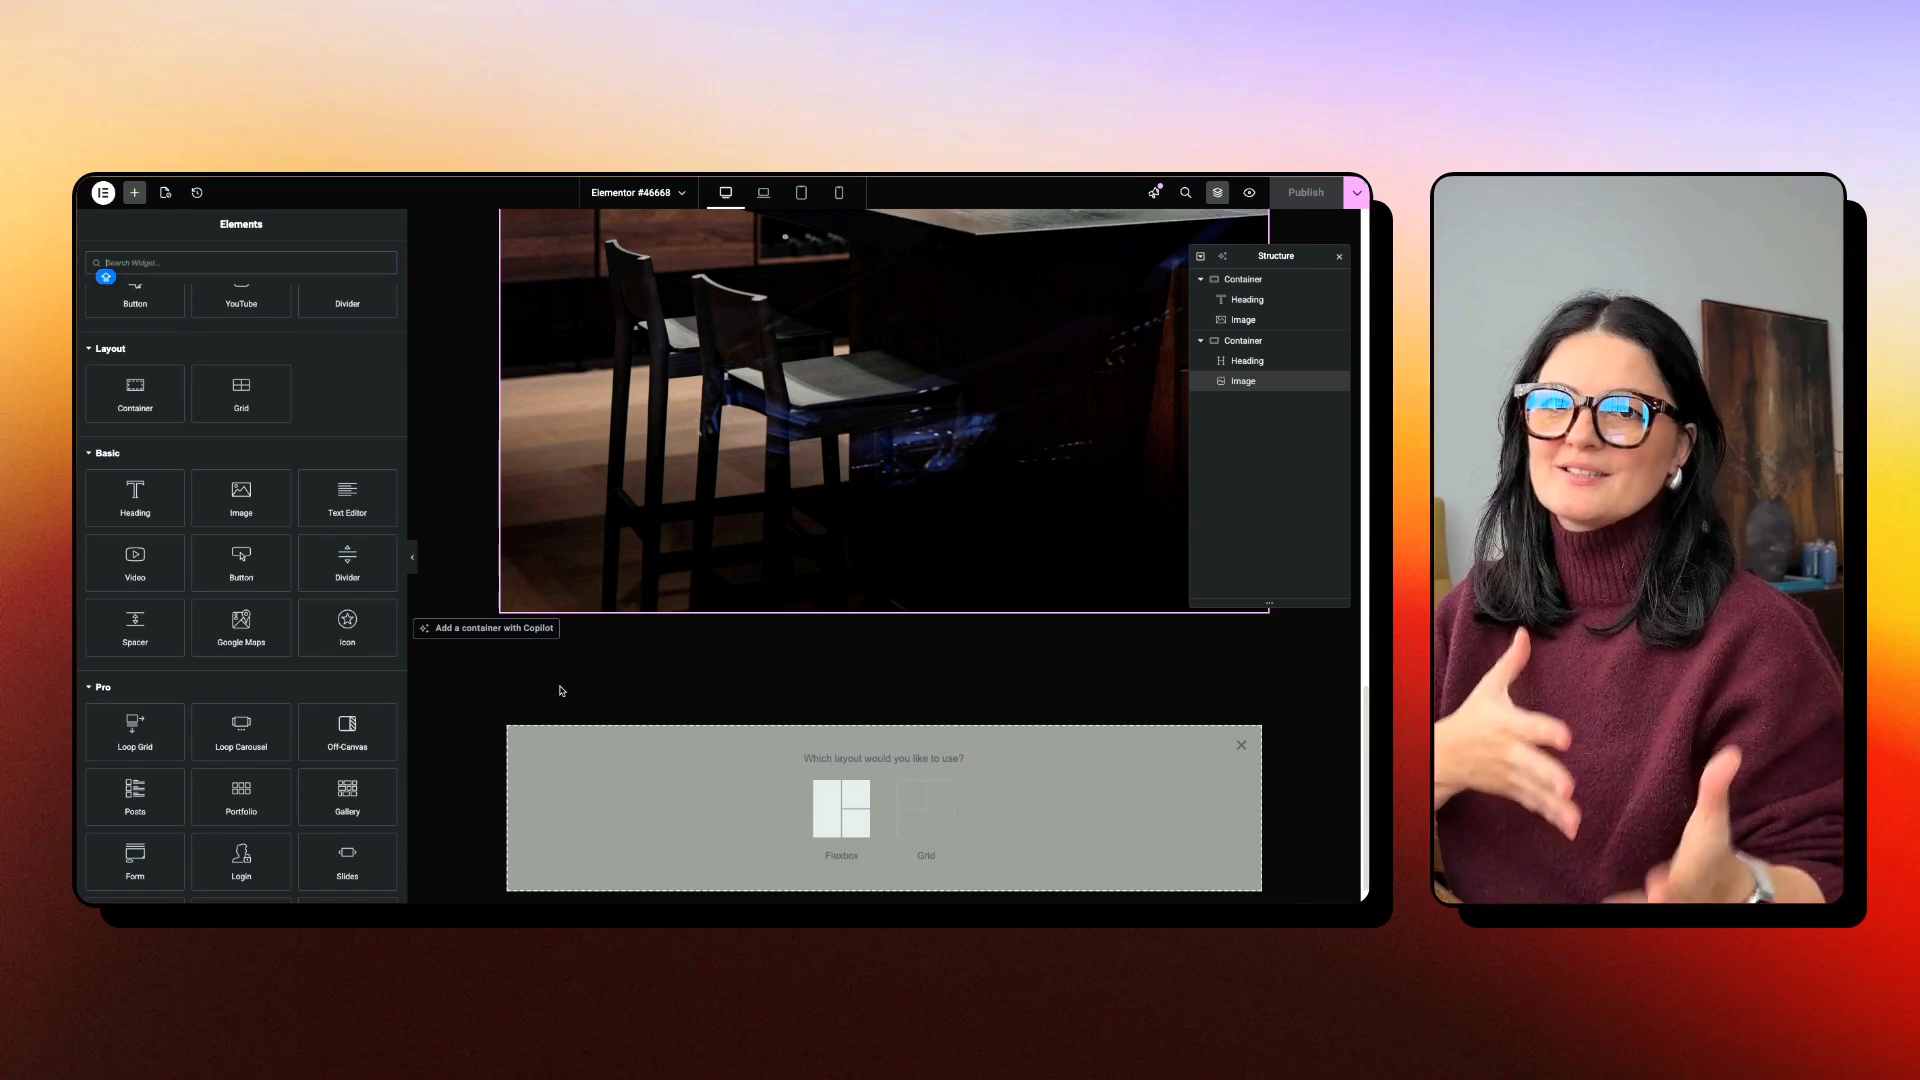 Elementor #46668
Publish
Elements
Search Widget...
Button
YouTube
Divider
Layout
Container
Grid
Basic
Heading
Image
Text Editor
Video
Button
Divider
Spacer
Google Maps
Icon
Pro
Loop Grid
Loop Carousel
Off-Canvas
Posts
Portfolio
Gallery
Form
Login
Slides
Add a container with Copilot
Which layout would you like to use?
Flexbox
Grid
Structure
Container
Heading
Image
Container
Heading
Image